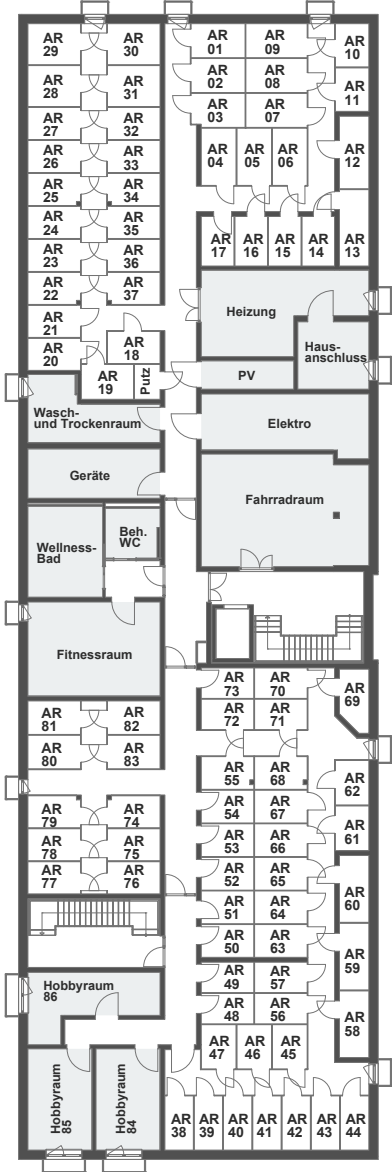 AR
29
AR
30
AR
28
AR
31
AR
27
AR
32
AR
26
AR
33
AR
25
AR
34
AR
24
AR
35
AR
23
AR
36
AR
22
AR
37
AR
21
AR
20
AR
18
AR
19
Putz
AR
01
AR
09
AR
10
AR
02
AR
08
AR
11
AR
03
AR
07
AR
04
AR
05
AR
06
AR
12
AR
17
AR
16
AR
15
AR
14
AR
13
Heizung
Haus-
anschluss
PV
Wasch-
und Trockenraum
Elektro
Geräte
Fahrradraum
Wellness-
Bad
Beh.
WC
Fitnessraum
AR
81
AR
82
AR
80
AR
83
AR
79
AR
74
AR
78
AR
75
AR
77
AR
76
AR
73
AR
70
AR
69
AR
72
AR
71
AR
55
AR
68
AR
62
AR
54
AR
67
AR
61
AR
53
AR
66
AR
52
AR
65
AR
60
AR
51
AR
64
AR
50
AR
63
AR
59
AR
49
AR
57
AR
48
AR
56
AR
58
AR
47
AR
46
AR
45
Hobbyraum
86
Hobbyraum
85
Hobbyraum
84
AR
38
AR
39
AR
40
AR
41
AR
42
AR
43
AR
44